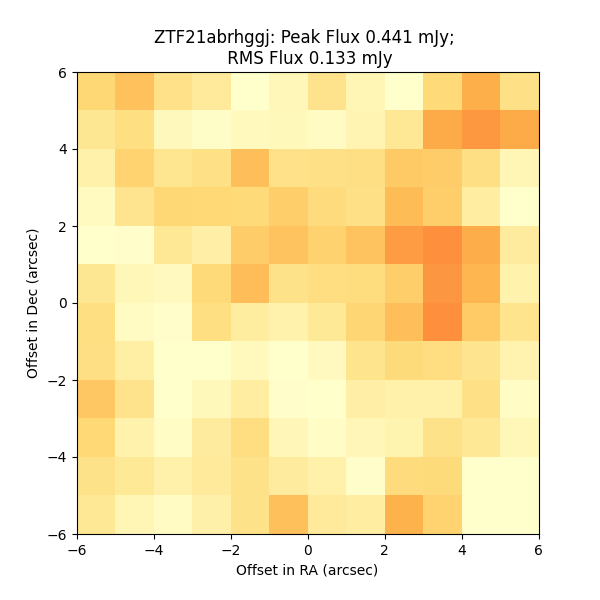 ZTF21abrhggj: Peak Flux 0.441 mJy;
RMS Flux 0.133 mJy
6
4
2
0
−2
−4
−6
Offset in Dec (arcsec)
−6 −4 −2 0 2 4 6
Offset in RA (arcsec)